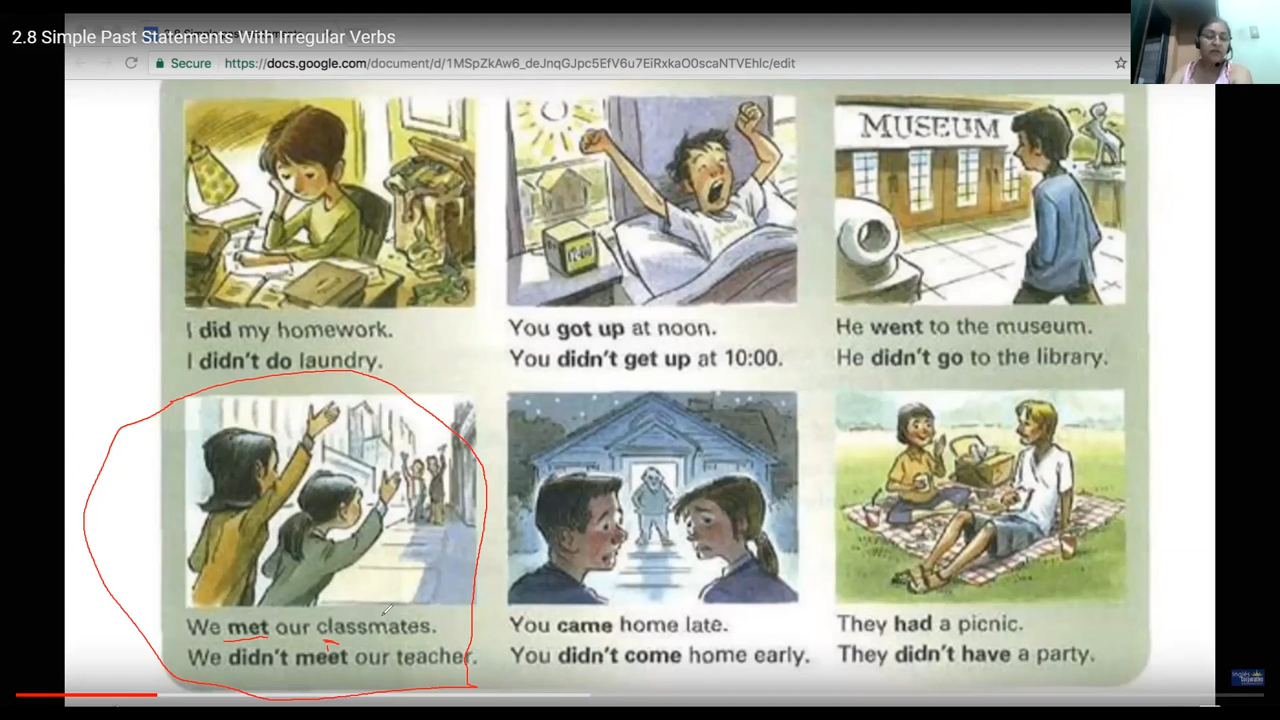 2.8 Simple Past Statements With Irregular Verbs
Secure https://docs.google.com/document/d/1MSpZkAw6_deJnqGJpc5EfV6u7EiRxkaO0scaNTVEhlc/edit
MUSEUM
12:00
I did my homework.
I didn't do laundry.
You got up at noon.
You didn't get up at 10:00.
He went to the museum.
He didn't go to the library.
We met our classmates.
We didn't meet our teacher.
You came home late.
You didn't come home early.
They had a picnic.
They didn't have a party.